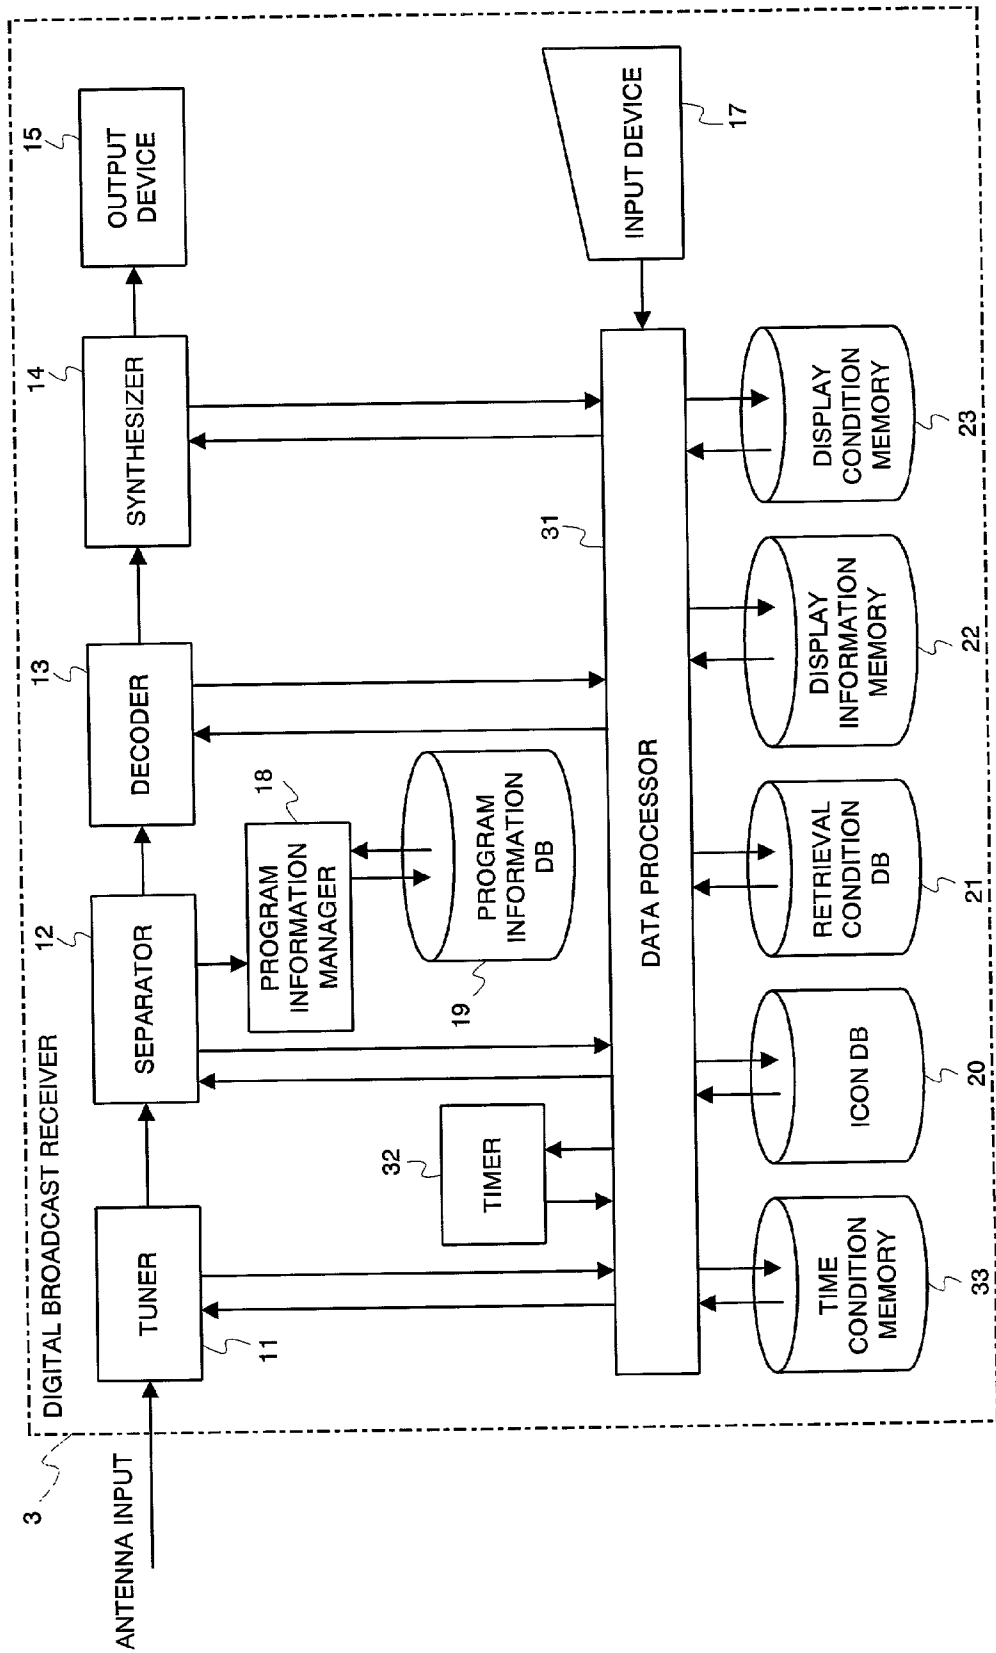 DIGITAL BROADCAST RECEIVER
3
ANTENNA INPUT
TUNER
11
SEPARATOR
12
DECODER
13
SYNTHESIZER
14
OUTPUT
DEVICE
15
PROGRAM
INFORMATION
MANAGER
18
PROGRAM
INFORMATION
DB
19
TIMER
32
DATA PROCESSOR
31
INPUT DEVICE
17
TIME
CONDITION
MEMORY
33
ICON DB
20
RETRIEVAL
CONDITION
DB
21
DISPLAY
INFORMATION
MEMORY
22
DISPLAY
CONDITION
MEMORY
23